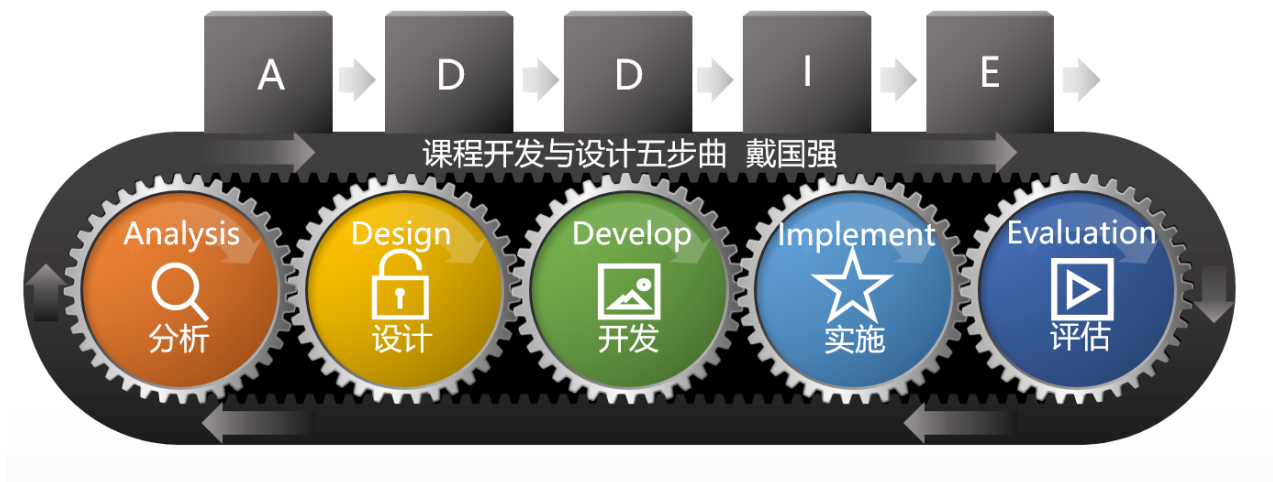 A D D I E
课程开发与设计五步曲 戴国强
Analysis
分析
Design
设计
Develop
开发
Implement
实施
Evaluation
评估